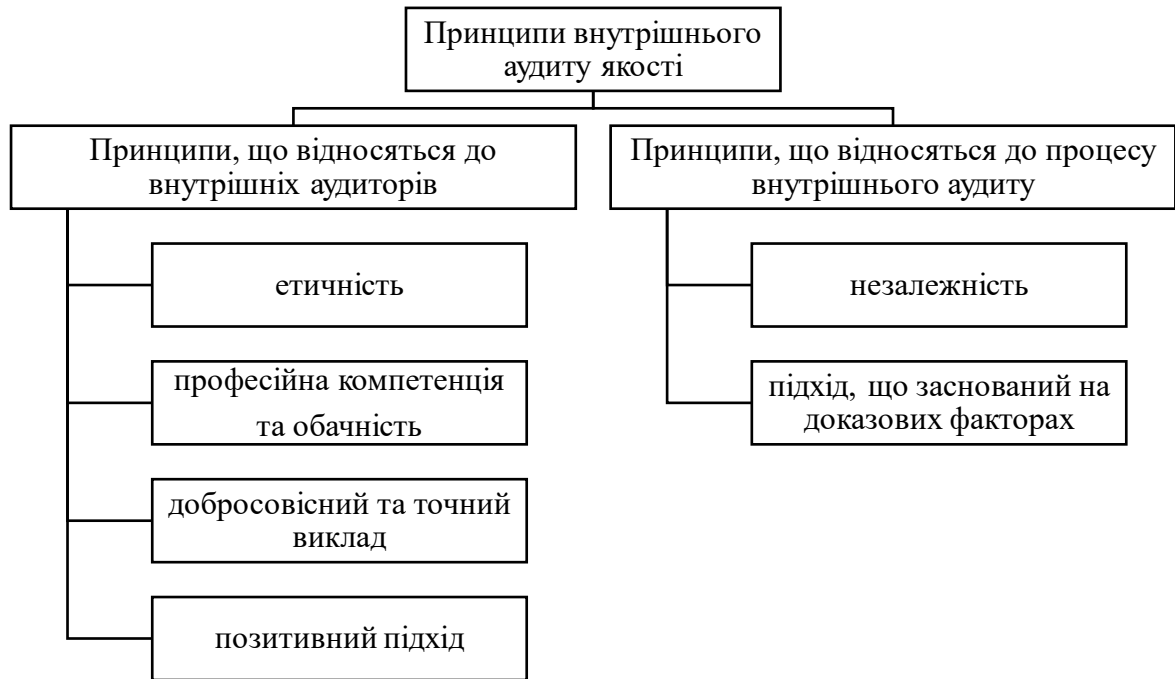 Принципи внутрішнього
аудиту якості
Принципи, що відносяться до
внутрішніх аудиторів
етичність
професійна компетенція
та обачність
добросовісний та точний
виклад
позитивний підхід
Принципи, що відносяться до процесу
внутрішнього аудиту
незалежність
підхід, що заснований на
доказових факторах